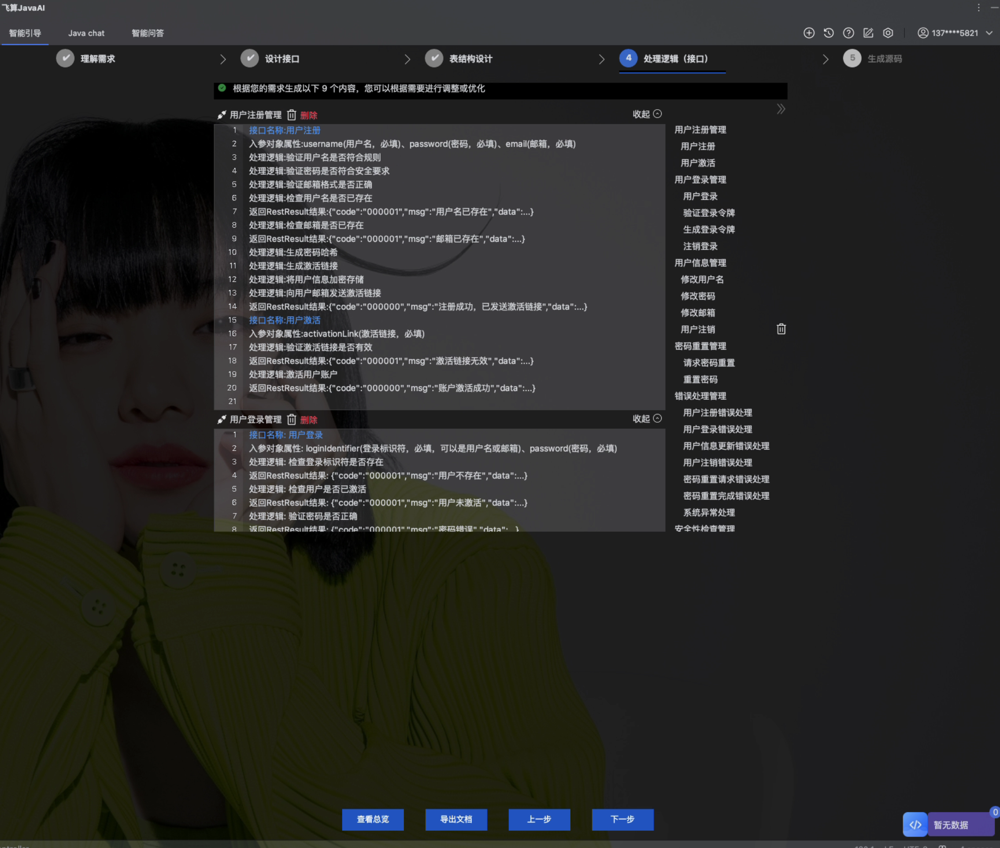 飞算JavaAI
智能引导 Java chat 智能问答 137****5821
理解需求 设计接口 表结构设计 4 处理逻辑（接口） 5 生成源码
根据您的需求生成以下 9 个内容，您可以根据需要进行调整或优化
用户注册管理 删除 收起
1 接口名称:用户注册
2 入参对象属性:username(用户名，必填)、password(密码，必填)、email(邮箱，必填)
3 处理逻辑:验证用户名是否符合规则
4 处理逻辑:验证密码是否符合安全要求
5 处理逻辑:验证邮箱格式是否正确
6 处理逻辑:检查用户名是否已存在
7 返回RestResult结果:{"code":"000001","msg":"用户名已存在","data":...}
8 处理逻辑:检查邮箱是否已存在
9 返回RestResult结果:{"code":"000001","msg":"邮箱已存在","data":...}
10 处理逻辑:生成密码哈希
11 处理逻辑:生成激活链接
12 处理逻辑:将用户信息加密存储
13 处理逻辑:向用户邮箱发送激活链接
14 返回RestResult结果:{"code":"000000","msg":"注册成功，已发送激活链接","data":...}
15 接口名称:用户激活
16 入参对象属性:activationLink(激活链接，必填)
17 处理逻辑:验证激活链接是否有效
18 返回RestResult结果:{"code":"000001","msg":"激活链接无效","data":...}
19 处理逻辑:激活用户账户
20 返回RestResult结果:{"code":"000000","msg":"账户激活成功","data":...}
21
用户登录管理 删除 收起
1 接口名称: 用户登录
2 入参对象属性: loginIdentifier(登录标识符，必填，可以是用户名或邮箱)、password(密码，必填)
3 处理逻辑: 检查登录标识符是否存在
4 返回RestResult结果: {"code":"000001","msg":"用户不存在","data":...}
5 处理逻辑: 检查用户是否已激活
6 返回RestResult结果: {"code":"000001","msg":"用户未激活","data":...}
7 处理逻辑: 验证密码是否正确
8 返回RestResult结果: {"code":"000001","msg":"密码错误","data":...}
用户注册管理
用户注册
用户激活
用户登录管理
用户登录
验证登录令牌
生成登录令牌
注销登录
用户信息管理
修改用户名
修改密码
修改邮箱
用户注销
密码重置管理
请求密码重置
重置密码
错误处理管理
用户注册错误处理
用户登录错误处理
用户信息更新错误处理
用户注销错误处理
密码重置请求错误处理
密码重置完成错误处理
系统异常处理
安全性检查管理
查看总览 导出文档 上一步 下一步
0
</> 暂无数据